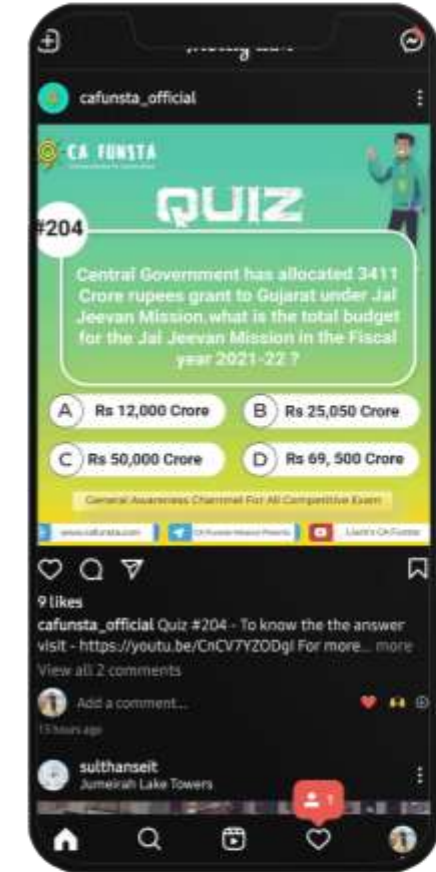 cafunsta_official
CA FUNSTA
QUIZ
#204
Central Government has allocated 3411
Crore rupees grant to Gujarat under Jal
Jeevan Mission.what is the total budget
for the Jal Jeevan Mission in the Fiscal
year 2021-22 ?
A Rs 12,000 Crore
B Rs 25,050 Crore
C Rs 50,000 Crore
D Rs 69, 500 Crore
General Awareness Channel For All Competitive Exam
www.cafunsta.com
9 likes
cafunsta_official Quiz #204 - To know the the answer
visit - https://youtu.be/CnCV7YZODgI For more... more
View all 2 comments
Add a comment...
15 hours ago
sulthanseit
Jumeirah Lake Towers
1